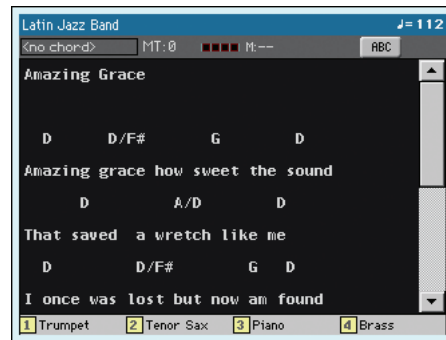 Latin Jazz Band ♩=112
<no chord> MT:0 M:-- ABC
Amazing Grace
D D/F# G D
Amazing grace how sweet the sound
D A/D D
That saved a wretch like me
D D/F# G D
I once was lost but now am found
1 Trumpet 2 Tenor Sax 3 Piano 4 Brass